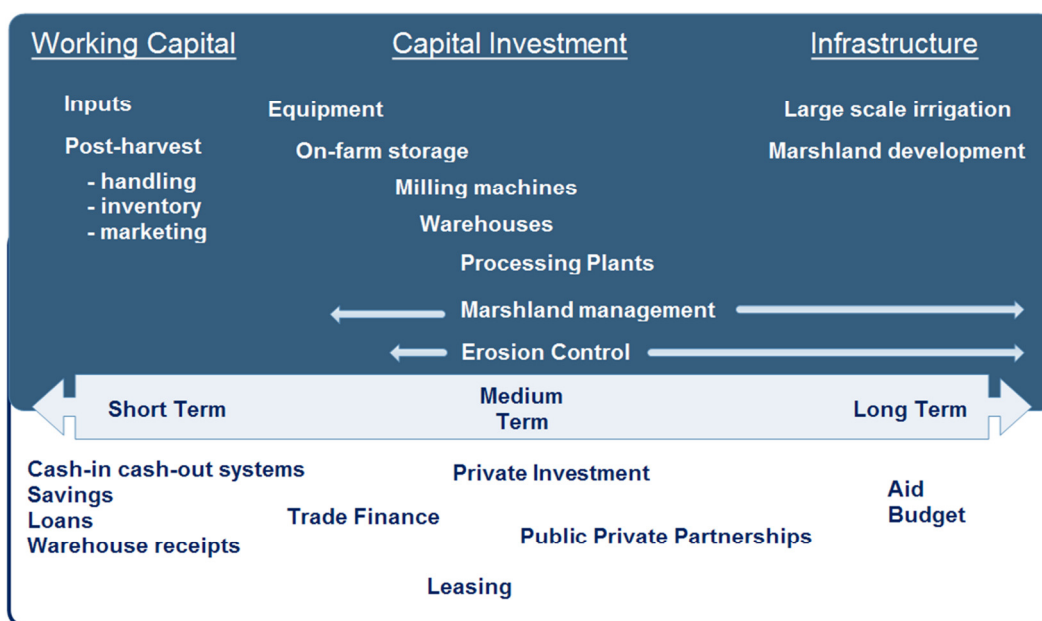 Working Capital
Capital Investment
Infrastructure
Inputs
Post-harvest
- handling
- inventory
- marketing
Equipment
On-farm storage
Milling machines
Warehouses
Processing Plants
Large scale irrigation
Marshland development
Marshland management
Erosion Control
Short Term
Medium
Term
Long Term
Cash-in cash-out systems
Savings
Loans
Warehouse receipts
Trade Finance
Private Investment
Public Private Partnerships
Leasing
Aid
Budget